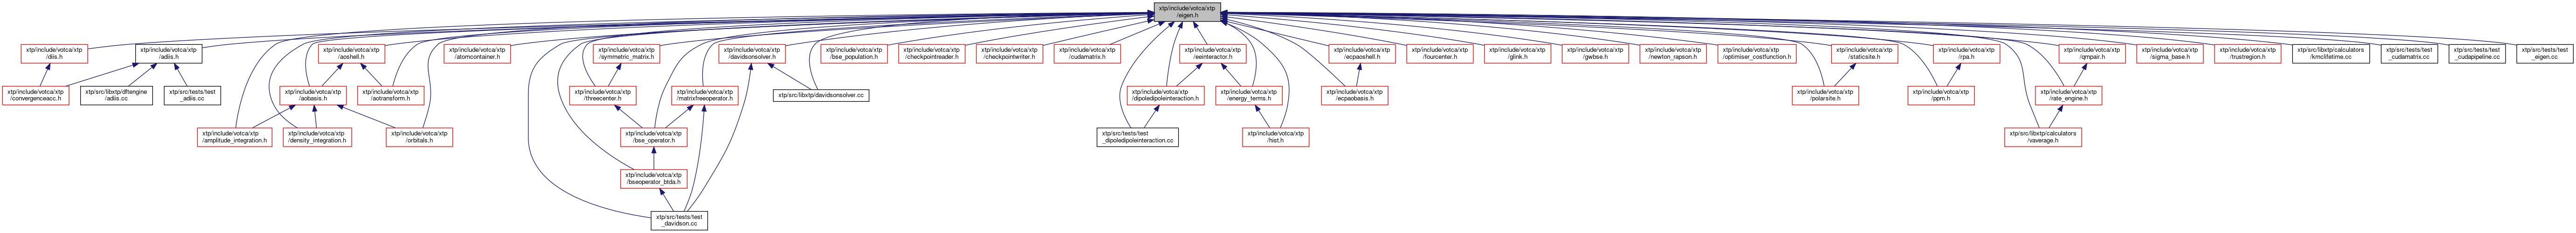 xtp/include/votca/xtp
/eigen.h
xtp/include/votca/xtp
/diis.h
xtp/include/votca/xtp
/adiis.h
xtp/include/votca/xtp
/aoshell.h
xtp/include/votca/xtp
/atomcontainer.h
xtp/include/votca/xtp
/symmetric_matrix.h
xtp/include/votca/xtp
/davidsonsolver.h
xtp/include/votca/xtp
/bse_population.h
xtp/include/votca/xtp
/checkpointreader.h
xtp/include/votca/xtp
/checkpointwriter.h
xtp/include/votca/xtp
/cudamatrix.h
xtp/include/votca/xtp
/eeinteractor.h
xtp/include/votca/xtp
/ecpaoshell.h
xtp/include/votca/xtp
/fourcenter.h
xtp/include/votca/xtp
/glink.h
xtp/include/votca/xtp
/gwbse.h
xtp/include/votca/xtp
/newton_rapson.h
xtp/include/votca/xtp
/optimiser_costfunction.h
xtp/include/votca/xtp
/staticsite.h
xtp/include/votca/xtp
/rpa.h
xtp/include/votca/xtp
/qmpair.h
xtp/include/votca/xtp
/sigma_base.h
xtp/include/votca/xtp
/trustregion.h
xtp/src/libxtp/calculators
/kmclifetime.cc
xtp/src/tests/test
_cudamatrix.cc
xtp/src/tests/test
_cudapipeline.cc
xtp/src/tests/test
_eigen.cc
xtp/include/votca/xtp
/convergenceacc.h
xtp/src/libxtp/dftengine
/adiis.cc
xtp/src/tests/test
_adiis.cc
xtp/include/votca/xtp
/aobasis.h
xtp/include/votca/xtp
/aotransform.h
xtp/include/votca/xtp
/threecenter.h
xtp/include/votca/xtp
/matrixfreeoperator.h
xtp/src/libxtp/davidsonsolver.cc
xtp/include/votca/xtp
/dipoledipoleinteraction.h
xtp/include/votca/xtp
/energy_terms.h
xtp/include/votca/xtp
/ecpaobasis.h
xtp/include/votca/xtp
/polarsite.h
xtp/include/votca/xtp
/ppm.h
xtp/include/votca/xtp
/rate_engine.h
xtp/include/votca/xtp
/amplitude_integration.h
xtp/include/votca/xtp
/density_integration.h
xtp/include/votca/xtp
/orbitals.h
xtp/include/votca/xtp
/bse_operator.h
xtp/src/tests/test
_dipoledipoleinteraction.cc
xtp/include/votca/xtp
/hist.h
xtp/src/libxtp/calculators
/vaverage.h
xtp/include/votca/xtp
/bseoperator_btda.h
xtp/src/tests/test
_davidson.cc